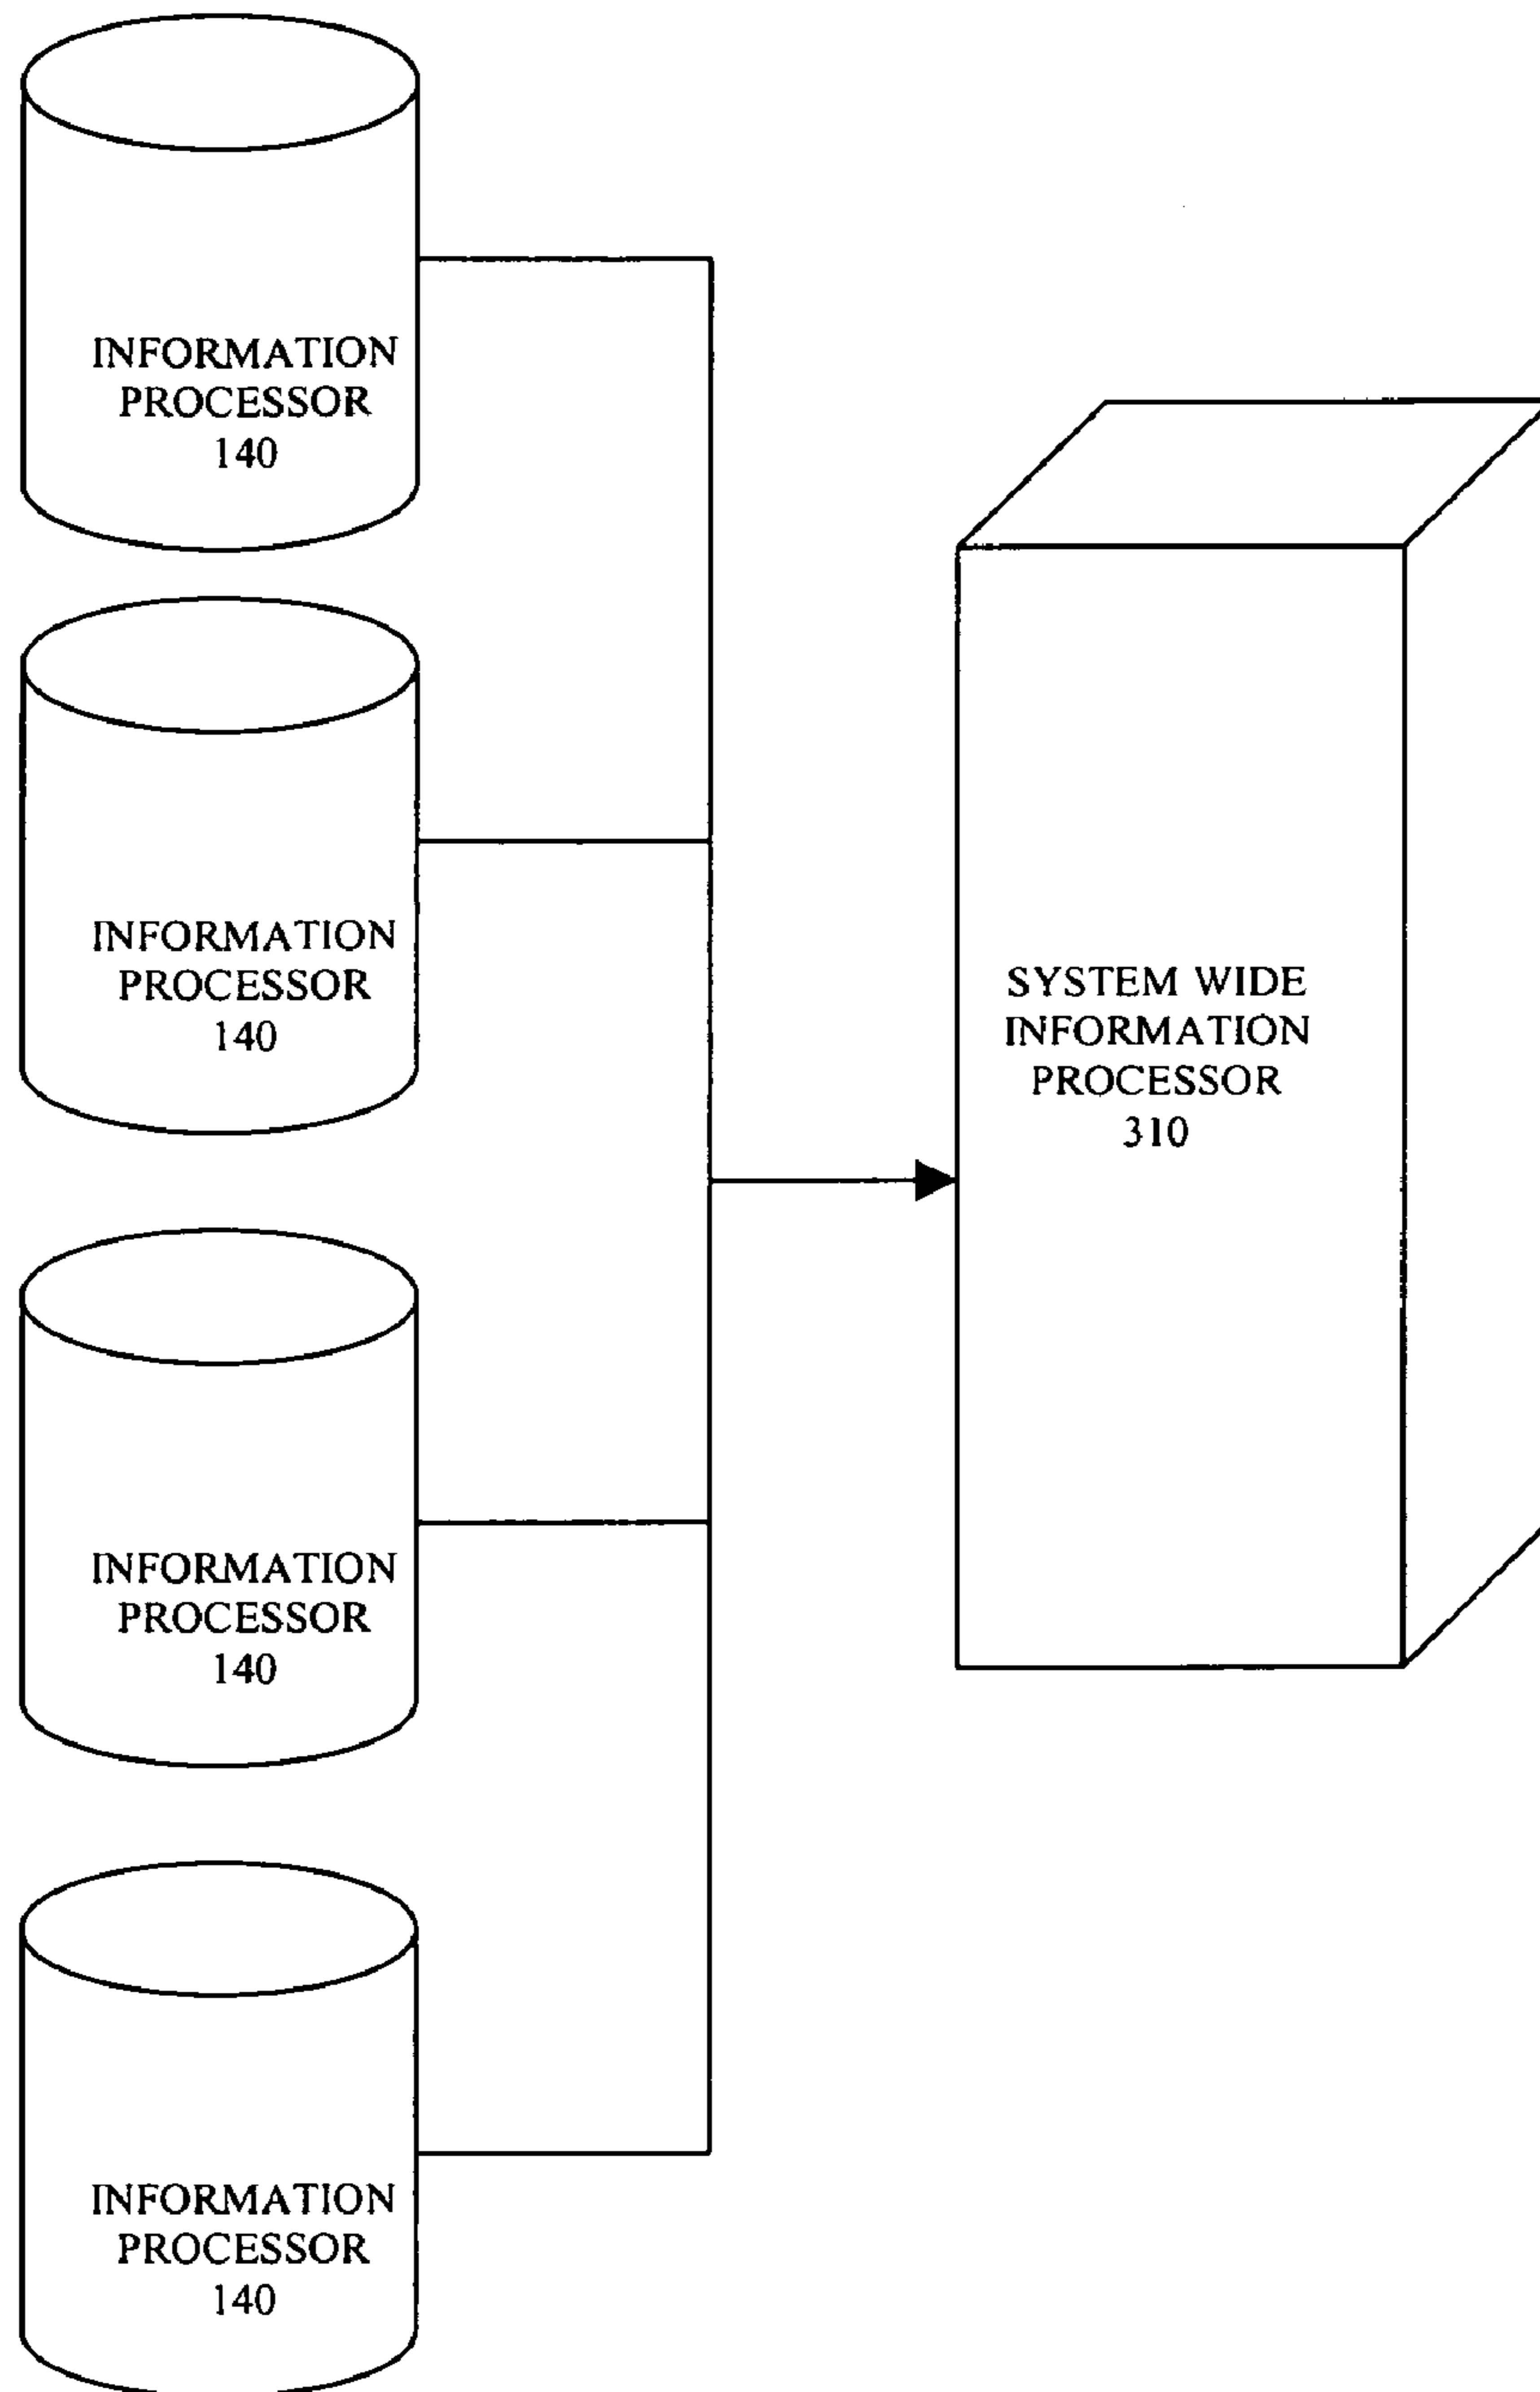 INFORMATION
PROCESSOR
140
INFORMATION
PROCESSOR
140
SYSTEM WIDE
INFORMATION
PROCESSOR
310
INFORMATION
PROCESSOR
140
INFORMATION
PROCESSOR
140